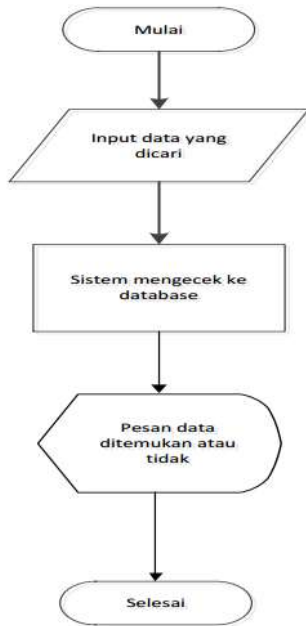 Mulai
Input data yang
dicari
Sistem mengecek ke
database
Pesan data
ditemukan atau
tidak
Selesai